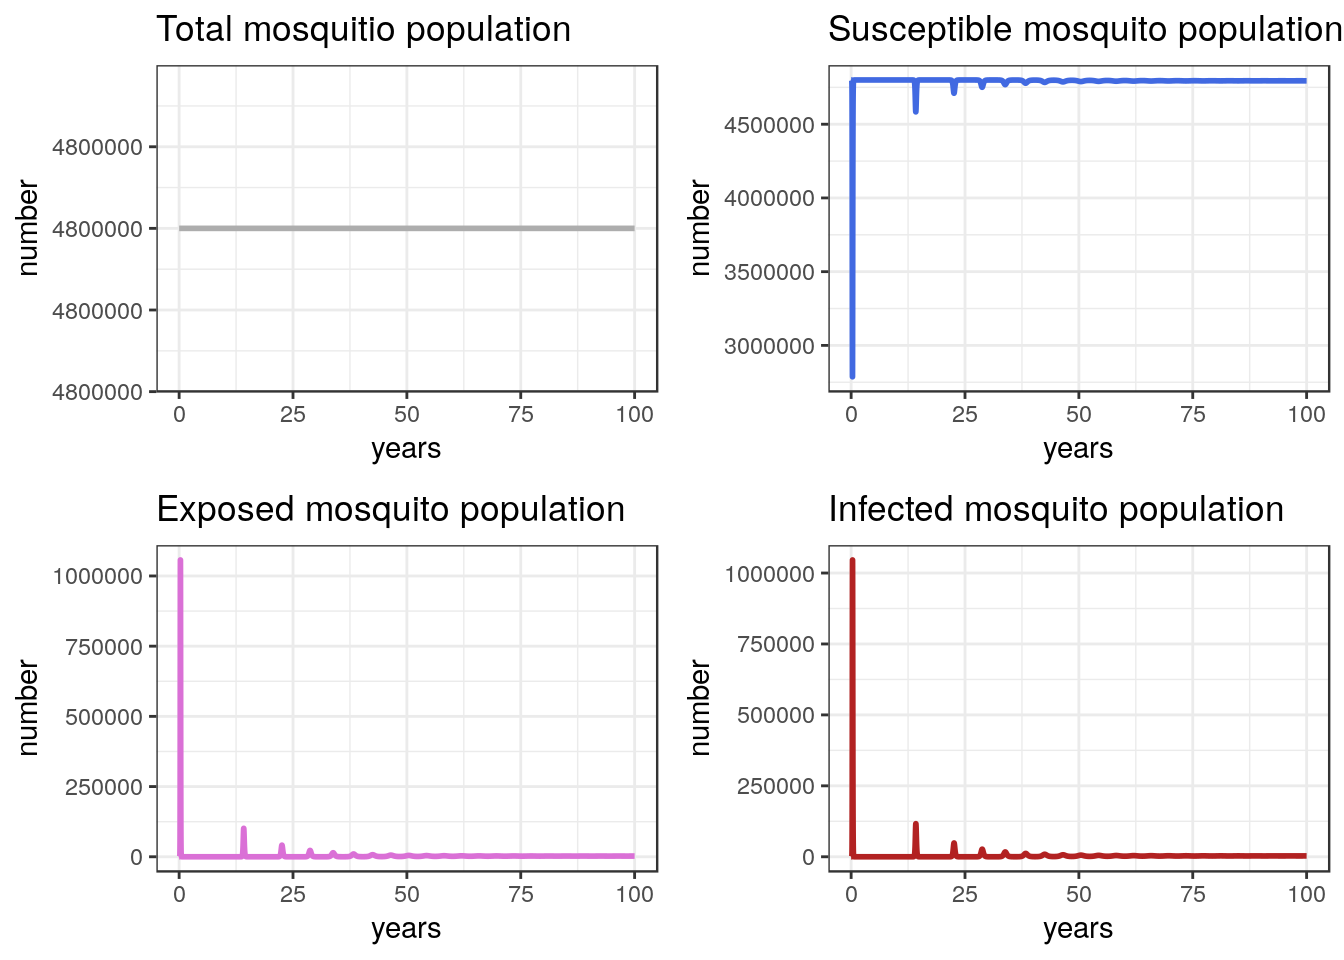 Total mosquitio population
number
4800000
4800000
4800000
4800000
0 25 50 75 100
years
Susceptible mosquito population
number
4500000
4000000
3500000
3000000
0 25 50 75 100
years
Exposed mosquito population
number
1000000
750000
500000
250000
0
0 25 50 75 100
years
Infected mosquito population
number
1000000
750000
500000
250000
0
0 25 50 75 100
years